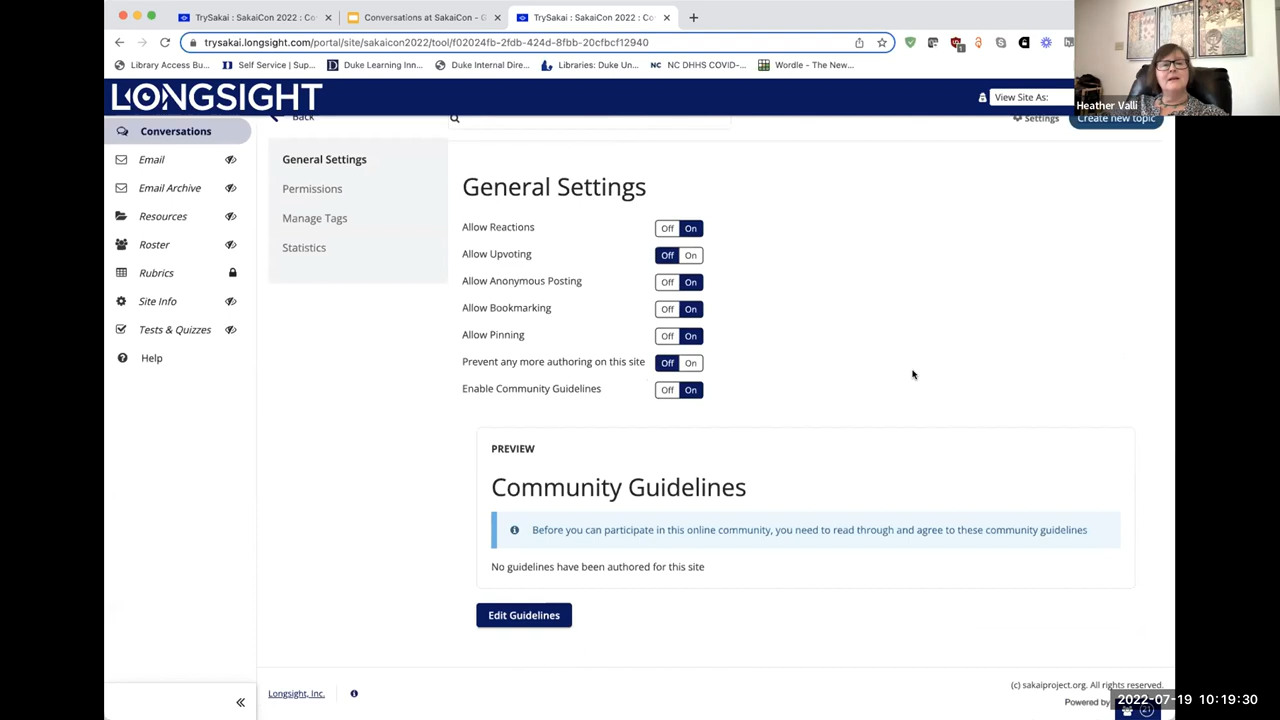 TrySakai : SakaiCon 2022 : Co
Conversations at SakaiCon - G
TrySakai : SakaiCon 2022 : Co
trysakai.longsight.com/portal/site/sakaicon2022/tool/f02024fb-2fdb-424d-8fbb-20cfbcf12940
Library Access Bu...
Self Service | Sup...
Duke Learning Inn...
Duke Internal Dire...
Libraries: Duke Un...
NC NC DHHS COVID-...
Wordle - The New...
Heather Valli
LONGSIGHT
View Site As:
Back
Settings
Create new topic
Conversations
Email
Email Archive
Resources
Roster
Rubrics
Site Info
Tests & Quizzes
Help
General Settings
Permissions
Manage Tags
Statistics
General Settings
Allow Reactions Off On
Allow Upvoting Off On
Allow Anonymous Posting Off On
Allow Bookmarking Off On
Allow Pinning Off On
Prevent any more authoring on this site Off On
Enable Community Guidelines Off On
PREVIEW
Community Guidelines
Before you can participate in this online community, you need to read through and agree to these community guidelines
No guidelines have been authored for this site
Edit Guidelines
Longsight, Inc.
(c) sakaiproject.org. All rights reserved.
Powered by
2022-07-19 10:19:30